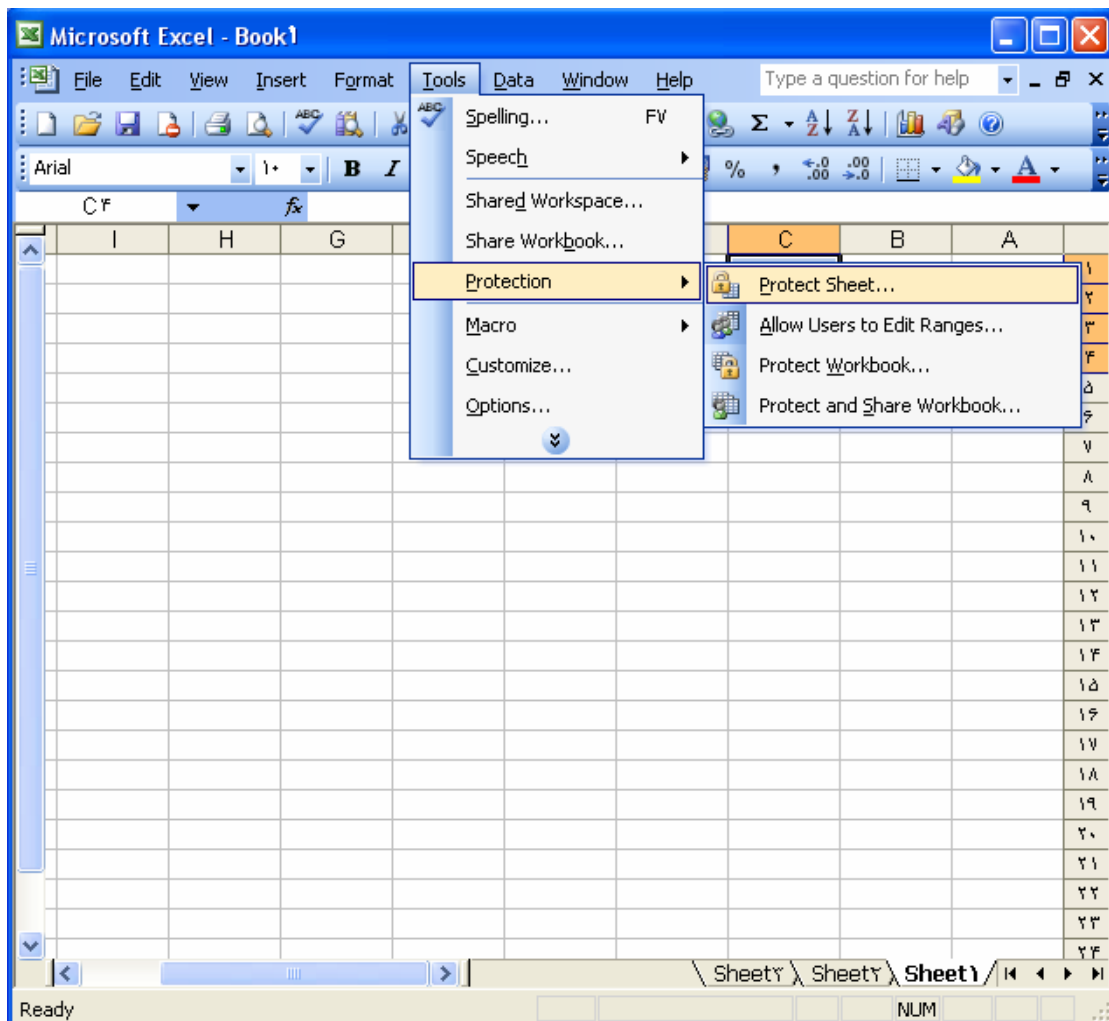 Microsoft Excel - Book۱
File Edit View Insert Format Tools Data Window Help Type a question for help
Arial ۱۰ B I % ,
C۴ fx
I H G C B A
Spelling... F۷
Speech
Shared Workspace...
Share Workbook...
Protection
Macro
Customize...
Options...
Protect Sheet...
Allow Users to Edit Ranges...
Protect Workbook...
Protect and Share Workbook...
۱
۲
۳
۴
۵
۶
۷
۸
۹
۱۰
۱۱
۱۲
۱۳
۱۴
۱۵
۱۶
۱۷
۱۸
۱۹
۲۰
۲۱
۲۲
۲۳
۲۴
Sheet۳ Sheet۲ Sheet۱
Ready NUM